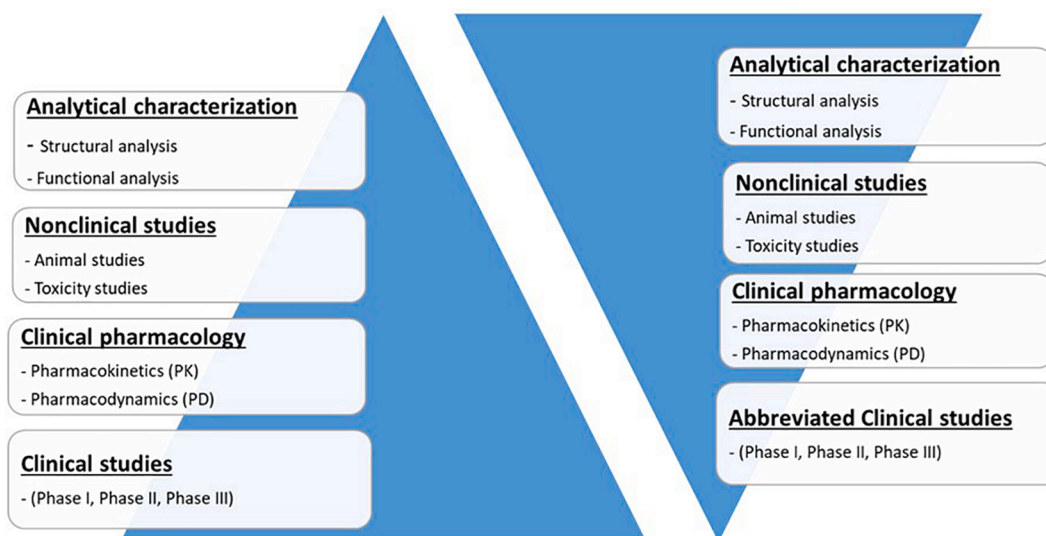 Analytical characterization
- Structural analysis
- Functional analysis
Nonclinical studies
- Animal studies
- Toxicity studies
Clinical pharmacology
- Pharmacokinetics (PK)
- Pharmacodynamics (PD)
Clinical studies
- (Phase I, Phase II, Phase III)
Analytical characterization
- Structural analysis
- Functional analysis
Nonclinical studies
- Animal studies
- Toxicity studies
Clinical pharmacology
- Pharmacokinetics (PK)
- Pharmacodynamics (PD)
Abbreviated Clinical studies
- (Phase I, Phase II, Phase III)